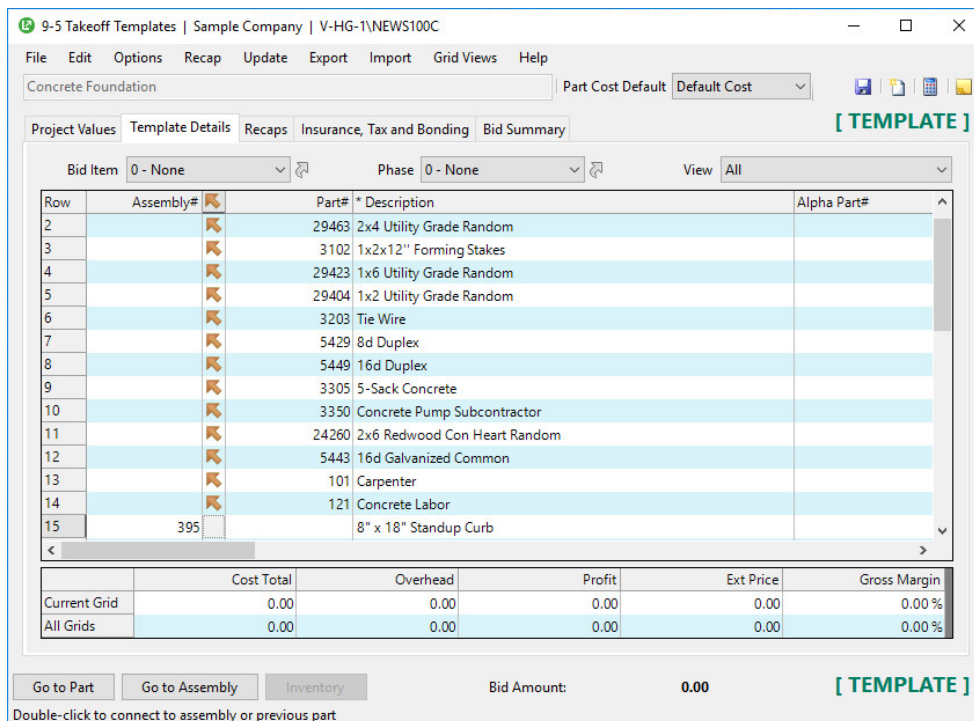 9-5 Takeoff Templates | Sample Company | V-HG-1\NEWS100C
File Edit Options Recap Update Export Import Grid Views Help
Concrete Foundation Part Cost Default Default Cost
Project Values Template Details Recaps Insurance, Tax and Bonding Bid Summary [ TEMPLATE ]
Bid Item 0 - None Phase 0 - None View All
Row Assembly# Part# * Description Alpha Part#
2 29463 2x4 Utility Grade Random
3 3102 1x2x12" Forming Stakes
4 29423 1x6 Utility Grade Random
5 29404 1x2 Utility Grade Random
6 3203 Tie Wire
7 5429 8d Duplex
8 5449 16d Duplex
9 3305 5-Sack Concrete
10 3350 Concrete Pump Subcontractor
11 24260 2x6 Redwood Con Heart Random
12 5443 16d Galvanized Common
13 101 Carpenter
14 121 Concrete Labor
15 395 8" x 18" Standup Curb
Cost Total Overhead Profit Ext Price Gross Margin
Current Grid 0.00 0.00 0.00 0.00 0.00 %
All Grids 0.00 0.00 0.00 0.00 0.00 %
Go to Part Go to Assembly Inventory Bid Amount: 0.00 [ TEMPLATE ]
Double-click to connect to assembly or previous part